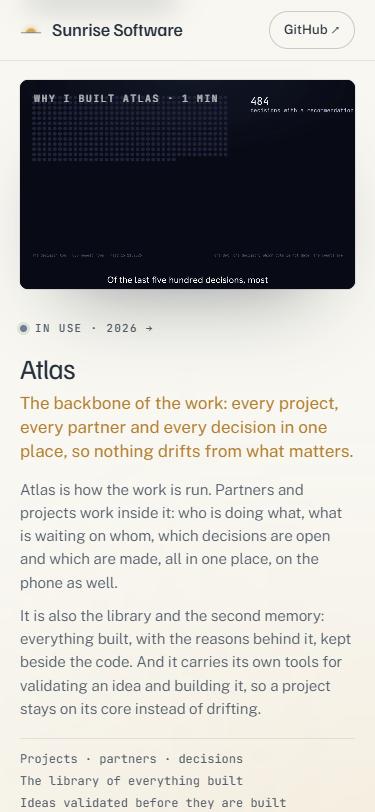 Sunrise Software
GitHub ↗
WHY I BUILT ATLAS · 1 MIN
484
decisions with a recommendation
Of the last five hundred decisions, most
IN USE · 2026 →
Atlas
The backbone of the work: every project,
every partner and every decision in one
place, so nothing drifts from what matters.
Atlas is how the work is run. Partners and
projects work inside it: who is doing what, what
is waiting on whom, which decisions are open
and which are made, all in one place, on the
phone as well.
It is also the library and the second memory:
everything built, with the reasons behind it, kept
beside the code. And it carries its own tools for
validating an idea and building it, so a project
stays on its core instead of drifting.
Projects · partners · decisions
The library of everything built
Ideas validated before they are built